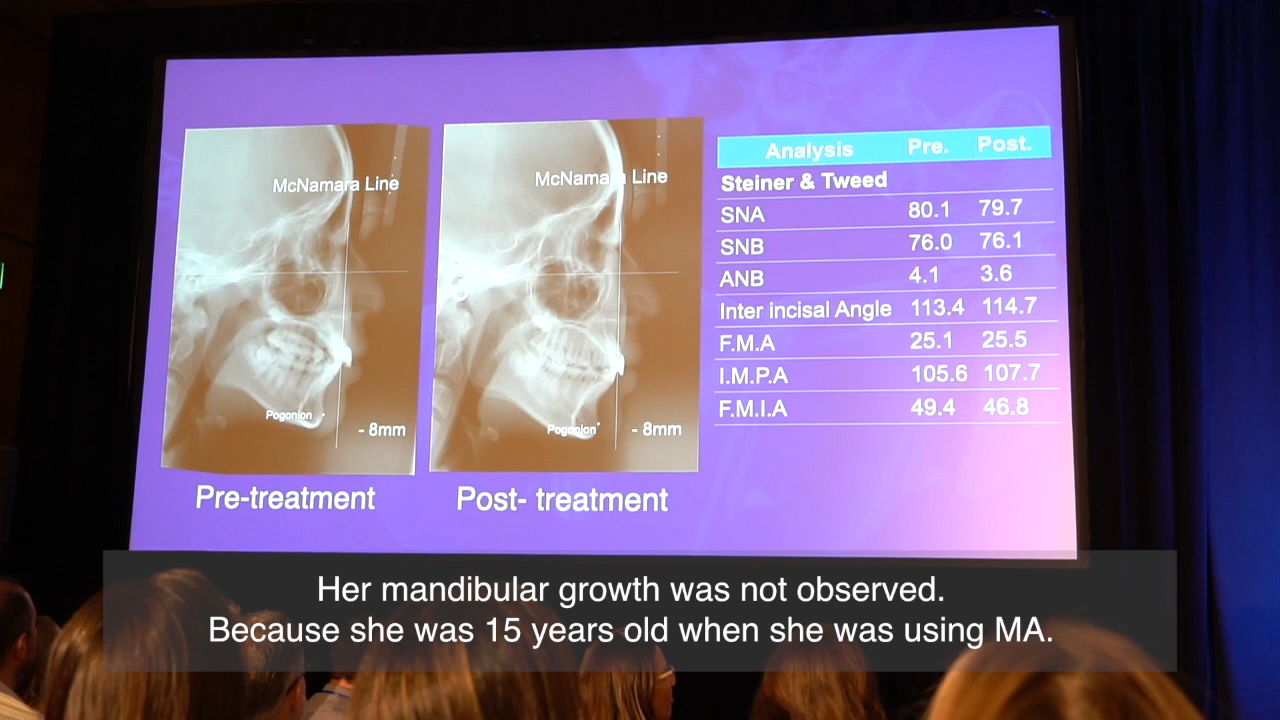 McNamara Line
Pogonion
- 8mm
Pre-treatment
McNamara Line
Pogonion
- 8mm
Post- treatment
Analysis Pre. Post.
Steiner & Tweed
SNA 80.1 79.7
SNB 76.0 76.1
ANB 4.1 3.6
Inter incisal Angle 113.4 114.7
F.M.A 25.1 25.5
I.M.P.A 105.6 107.7
F.M.I.A 49.4 46.8
Her mandibular growth was not observed.
Because she was 15 years old when she was using MA.